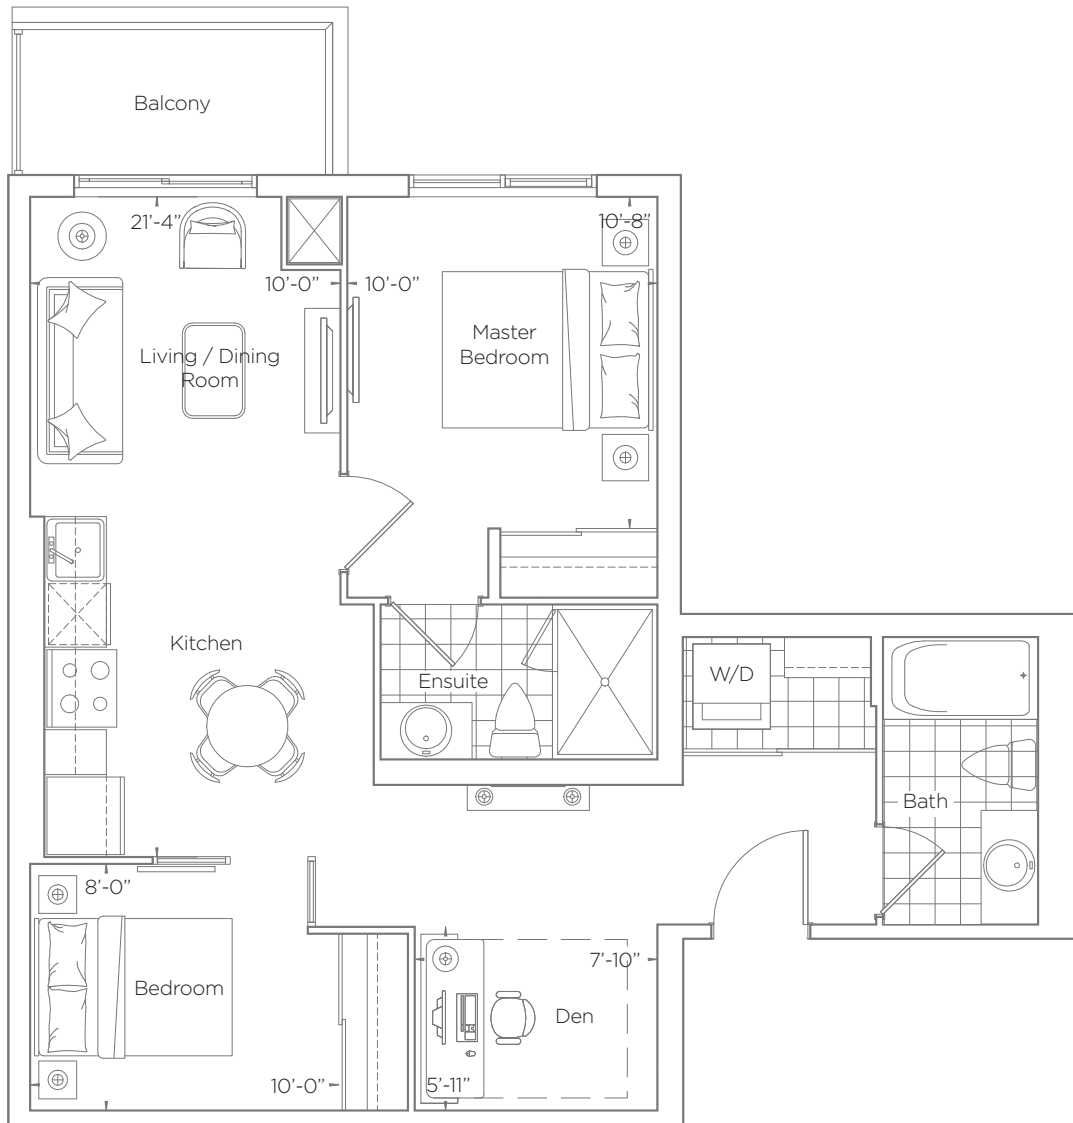 Balcony
21’-4”
10’-8”
10’-0”
10’-0”
Master
Bedroom
Living / Dining
Room
Kitchen
Ensuite
W/D
Bath
8’-0”
7’-10”
Bedroom
Den
10’-0”
5’-11”